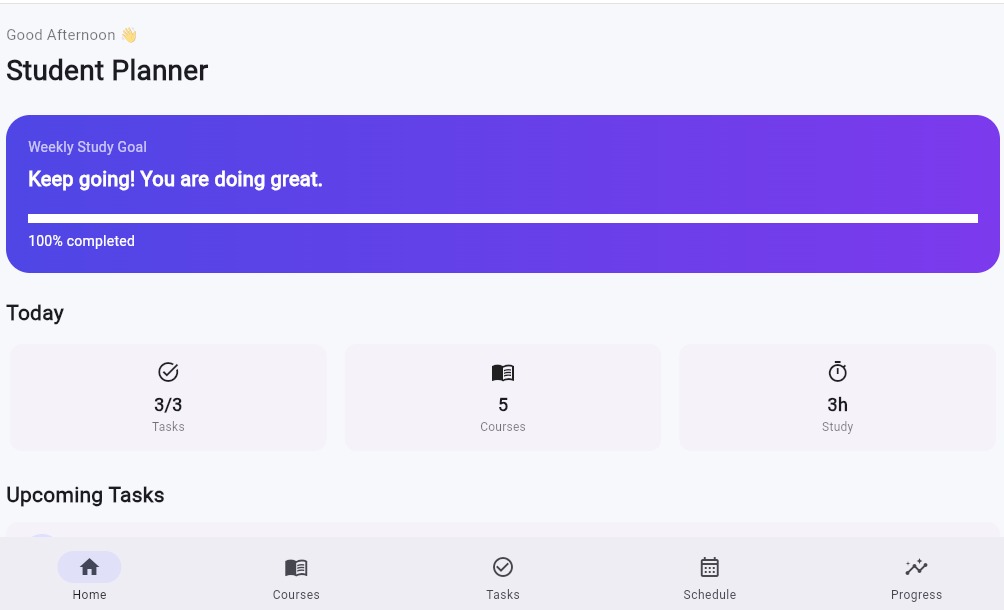 Good Afternoon 👋
Student Planner
Weekly Study Goal
Keep going! You are doing great.
100% completed
Today
3/3
Tasks
5
Courses
3h
Study
Upcoming Tasks
Home
Courses
Tasks
Schedule
Progress